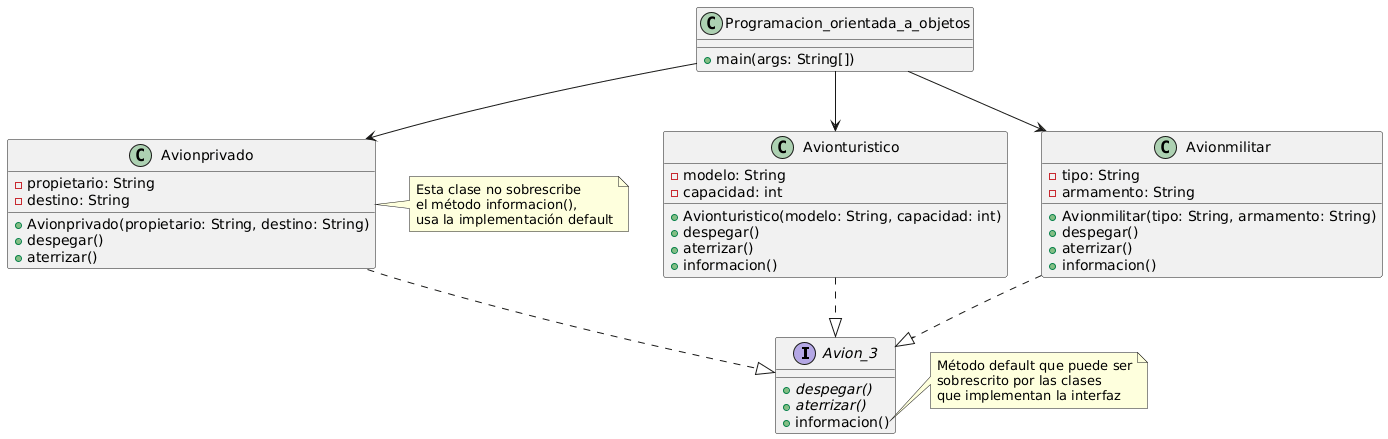 C Programacion_orientada_a_objetos
main(args: String[])
C Avionprivado
propietario: String
destino: String
Avionprivado(propietario: String, destino: String)
despegar()
aterrizar()
Esta clase no sobrescribe
el método informacion(),
usa la implementación default
C Avionturistico
modelo: String
capacidad: int
Avionturistico(modelo: String, capacidad: int)
despegar()
aterrizar()
informacion()
C Avionmilitar
tipo: String
armamento: String
Avionmilitar(tipo: String, armamento: String)
despegar()
aterrizar()
informacion()
I Avion_3
despegar()
aterrizar()
informacion()
Método default que puede ser
sobrescrito por las clases
que implementan la interfaz